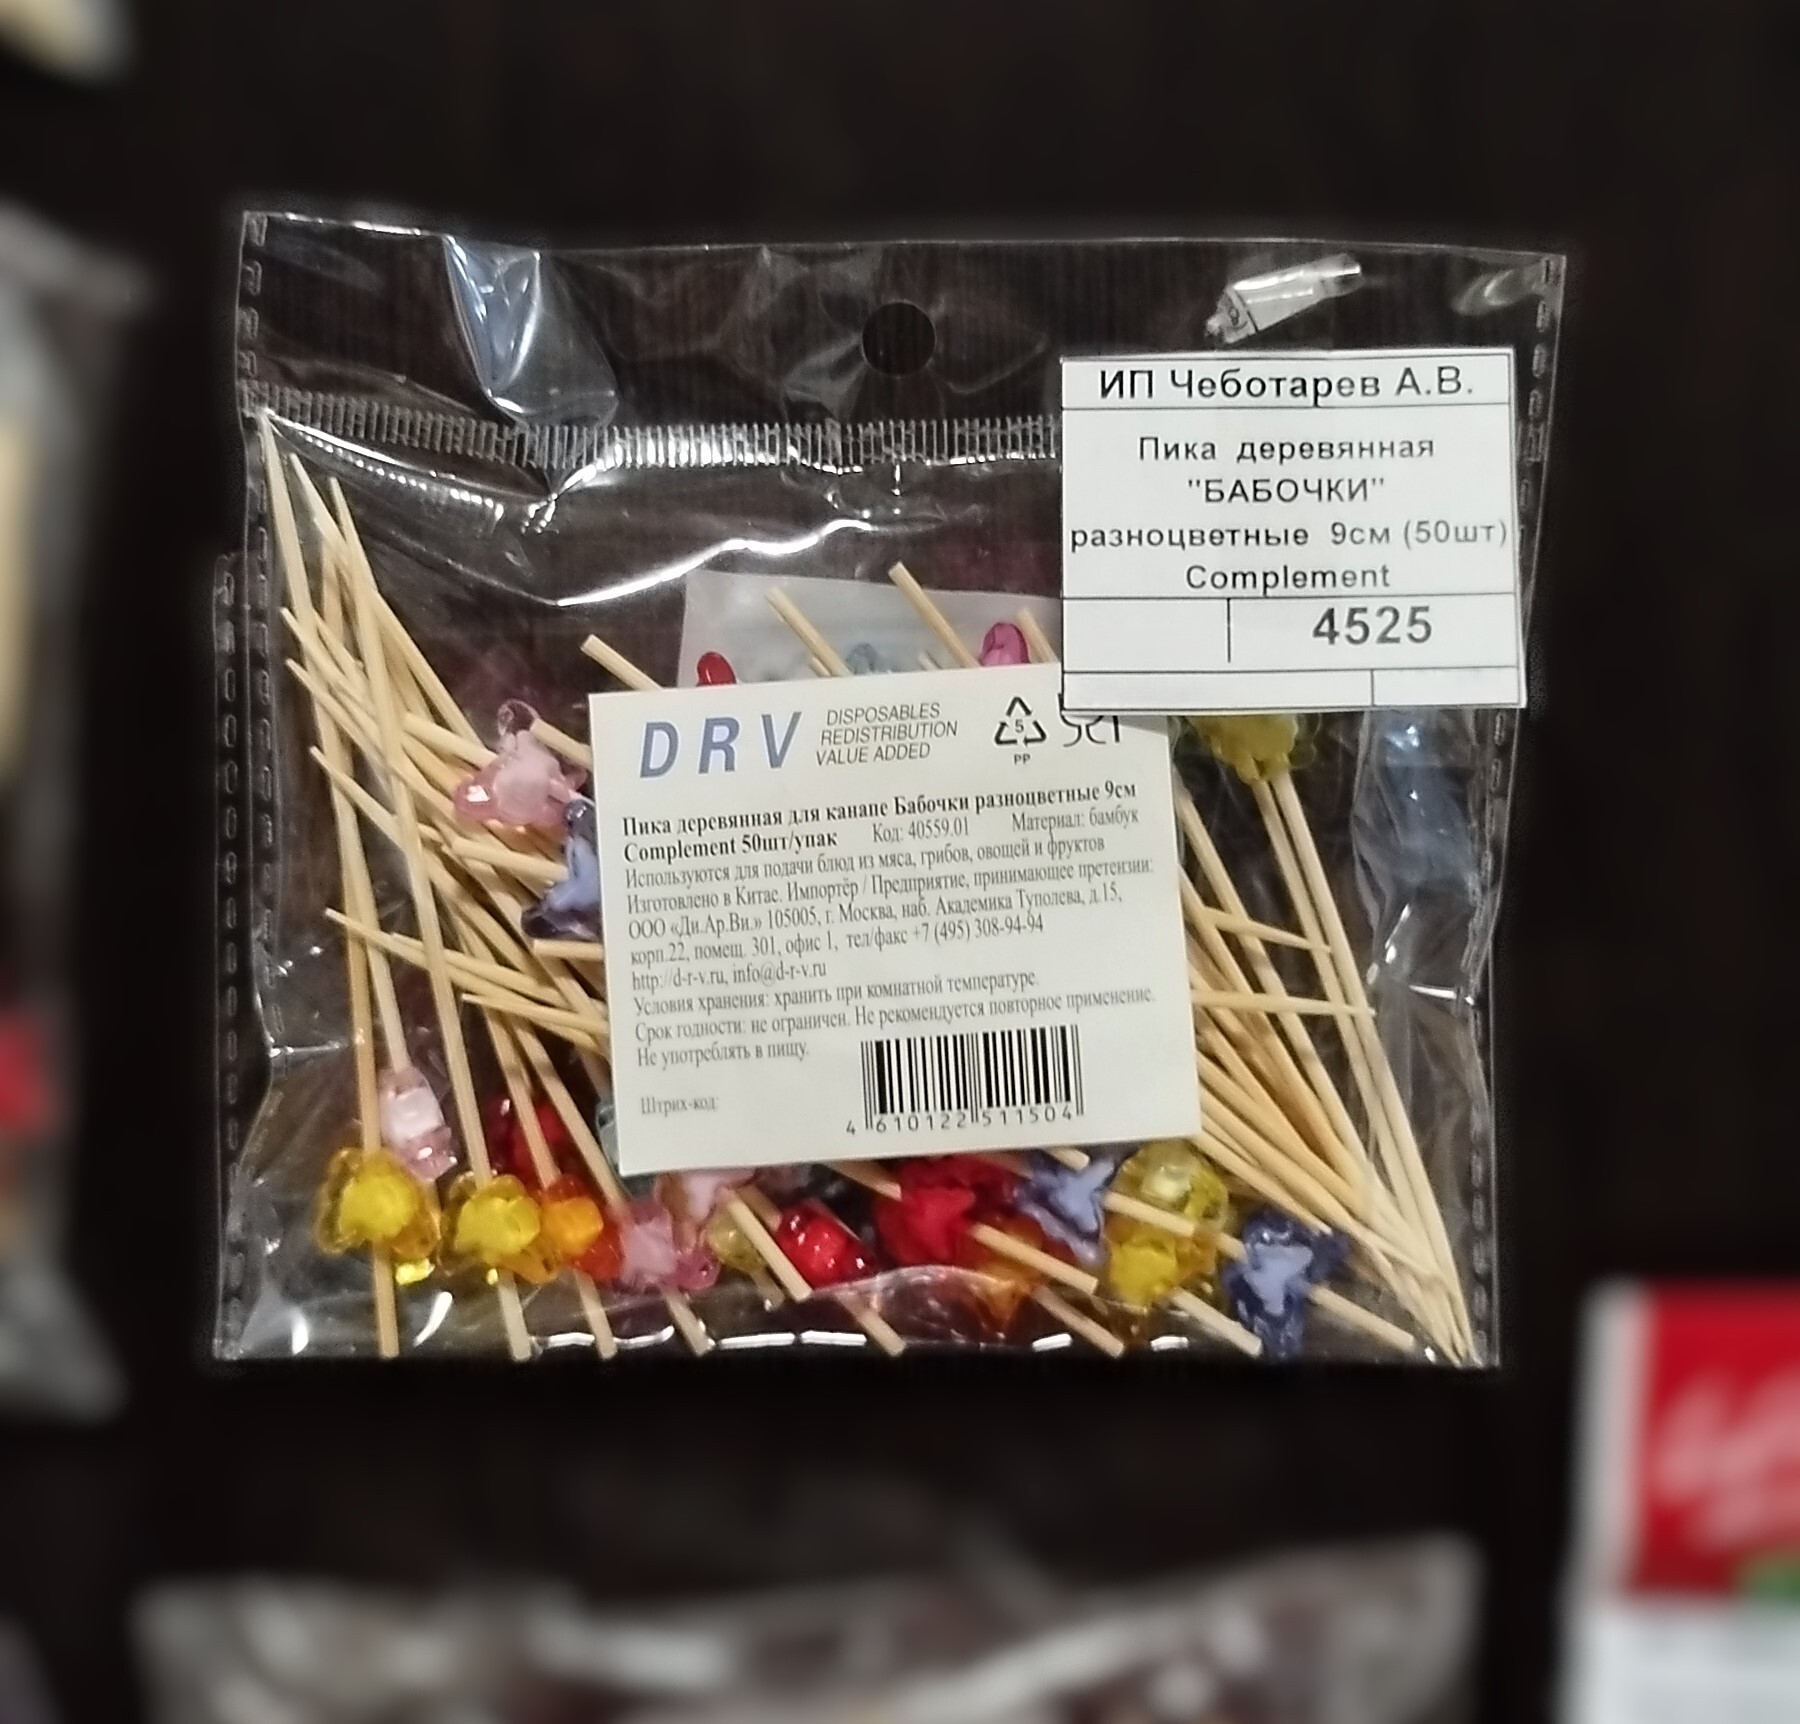 ИП Чеботарев А.В.
Пика деревянная
"БАБОЧКИ"
разноцветные 9см (50шт)
Complement
4525
DRV
DISPOSABLES
REDISTRIBUTION
VALUE ADDED
5
PP
Пика деревянная для канапе Бабочки разноцветные 9см
Complement 50шт/упак Код: 40559.01 Материал: бамбук
Используются для подачи блюд из мяса, грибов, овощей и фруктов
Изготовлено в Китае. Импортёр / Предприятие, принимающее претензии:
ООО «Ди.Ар.Ви.» 105005, г. Москва, наб. Академика Туполева, д.15,
корп.22, помещ. 301, офис 1, тел/факс +7 (495) 308-94-94
http://d-r-v.ru, info@d-r-v.ru
Условия хранения: хранить при комнатной температуре.
Срок годности: не ограничен. Не рекомендуется повторное применение.
Не употреблять в пищу.
Штрих-код:
4 610122 511504